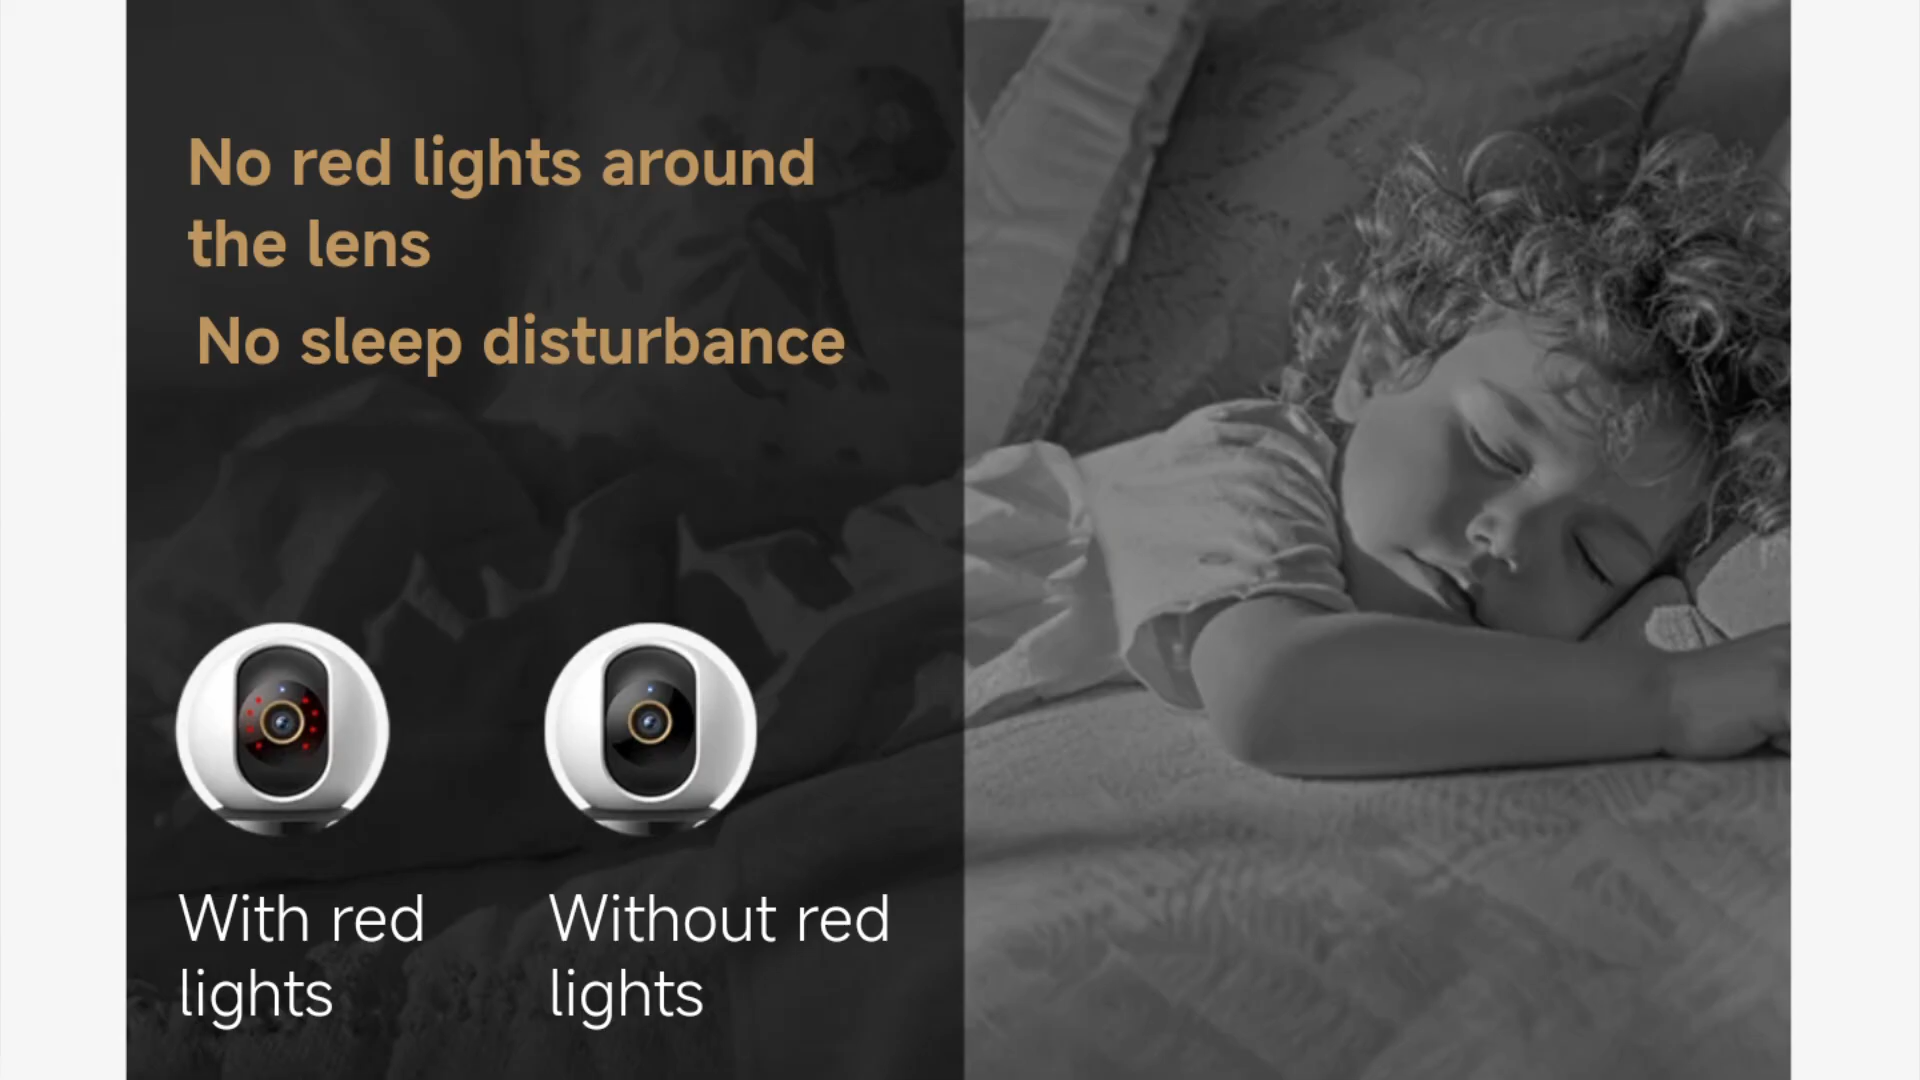 No red lights around
the lens
No sleep disturbance
With red
lights
Without red
lights